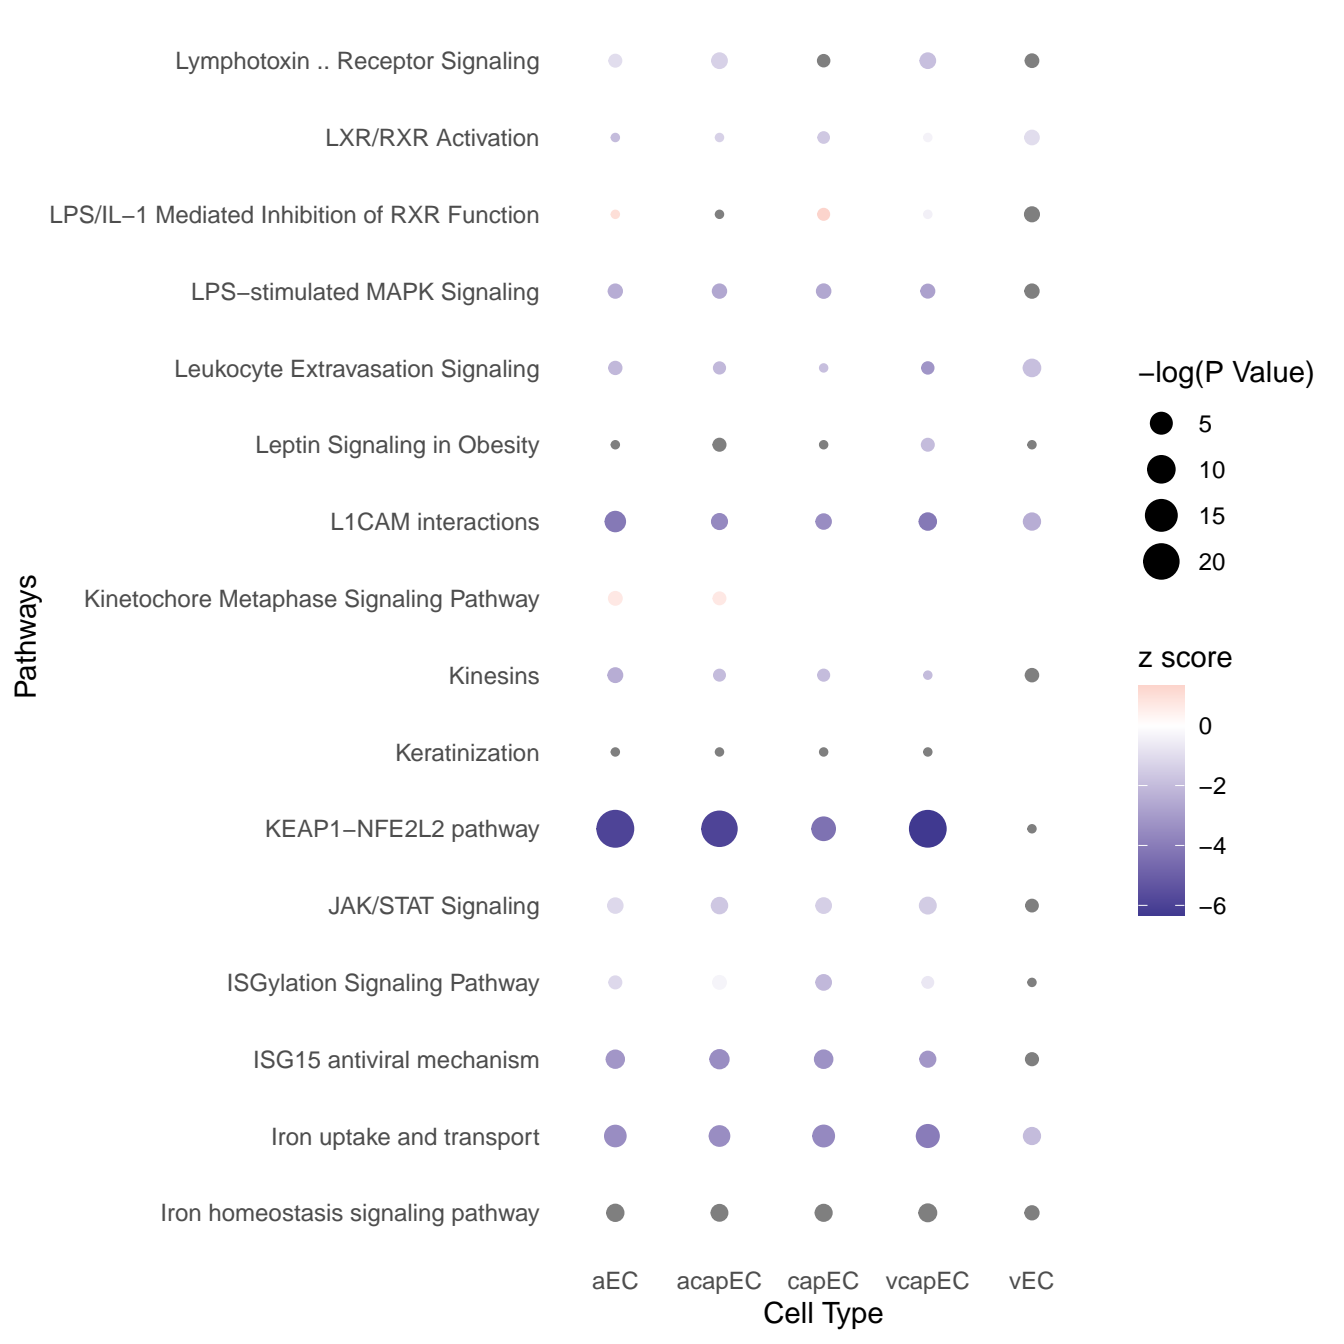 Lymphotoxin .. Receptor Signaling
LXR/RXR Activation
LPS/IL−1 Mediated Inhibition of RXR Function
LPS−stimulated MAPK Signaling
Leukocyte Extravasation Signaling
Leptin Signaling in Obesity
L1CAM interactions
Kinetochore Metaphase Signaling Pathway
Kinesins
Keratinization
KEAP1−NFE2L2 pathway
JAK/STAT Signaling
ISGylation Signaling Pathway
ISG15 antiviral mechanism
Iron uptake and transport
Iron homeostasis signaling pathway
Pathways
aEC acapEC capEC vcapEC vEC
Cell Type
−log(P Value)
5
10
15
20
z score
0
−2
−4
−6